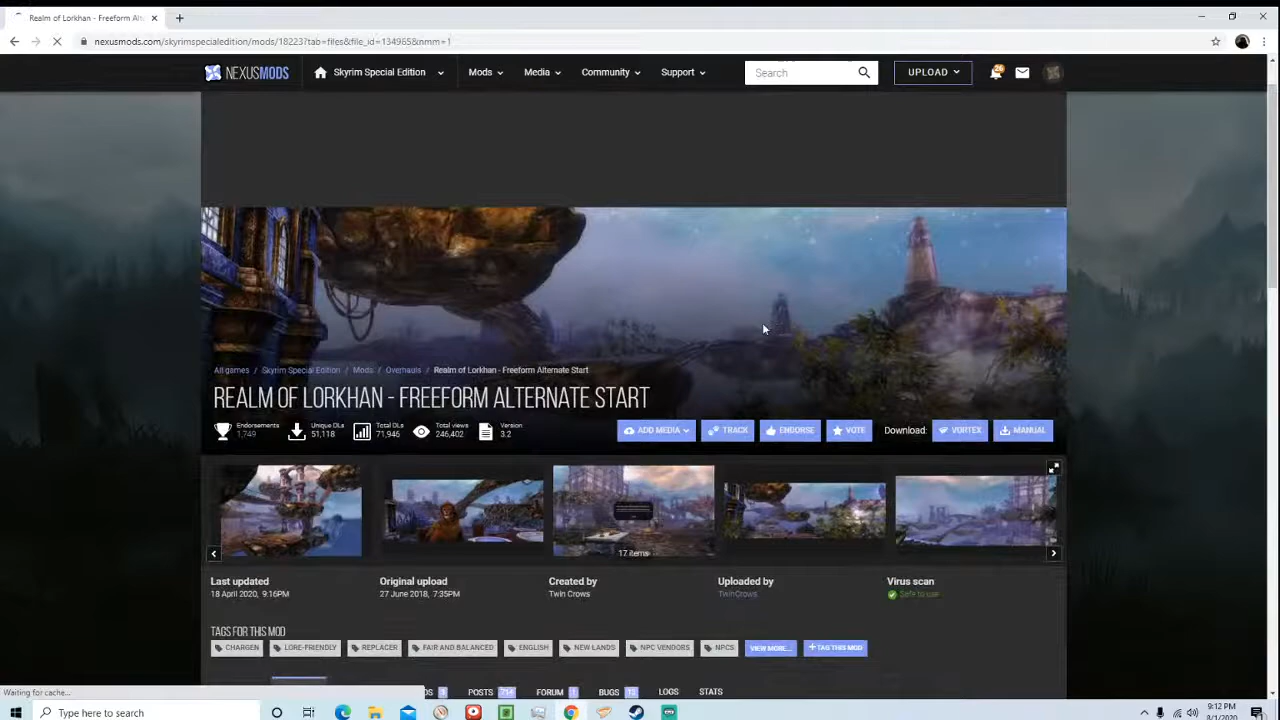 Realm of Lorkhan - Freeform Alt
nexusmods.com/skyrimspecialedition/mods/18223?tab=files&file_id=134965&nmm=1
NEXUSMODS
Skyrim Special Edition
Mods
Media
Community
Support
Search
UPLOAD
All games / Skyrim Special Edition / Mods / Overhauls / Realm of Lorkhan - Freeform Alternate Start
REALM OF LORKHAN - FREEFORM ALTERNATE START
Endorsements
1,749
Unique DLs
51,118
Total DLs
71,946
Total views
246,402
Version
3.2
ADD MEDIA
TRACK
ENDORSE
VOTE
Download:
VORTEX
MANUAL
17 items
Last updated
18 April 2020, 9:16PM
Original upload
27 June 2018, 7:35PM
Created by
Twin Crows
Uploaded by
TwinCrows
Virus scan
Safe to use
TAGS FOR THIS MOD
CHARGEN
LORE-FRIENDLY
REPLACER
FAIR AND BALANCED
ENGLISH
NEW LANDS
NPC VENDORS
NPCS
VIEW MORE...
+ TAG THIS MOD
Waiting for cache...
DS 3
POSTS 714
FORUM 1
BUGS
LOGS
STATS
Type here to search
9:12 PM
8/1/2020